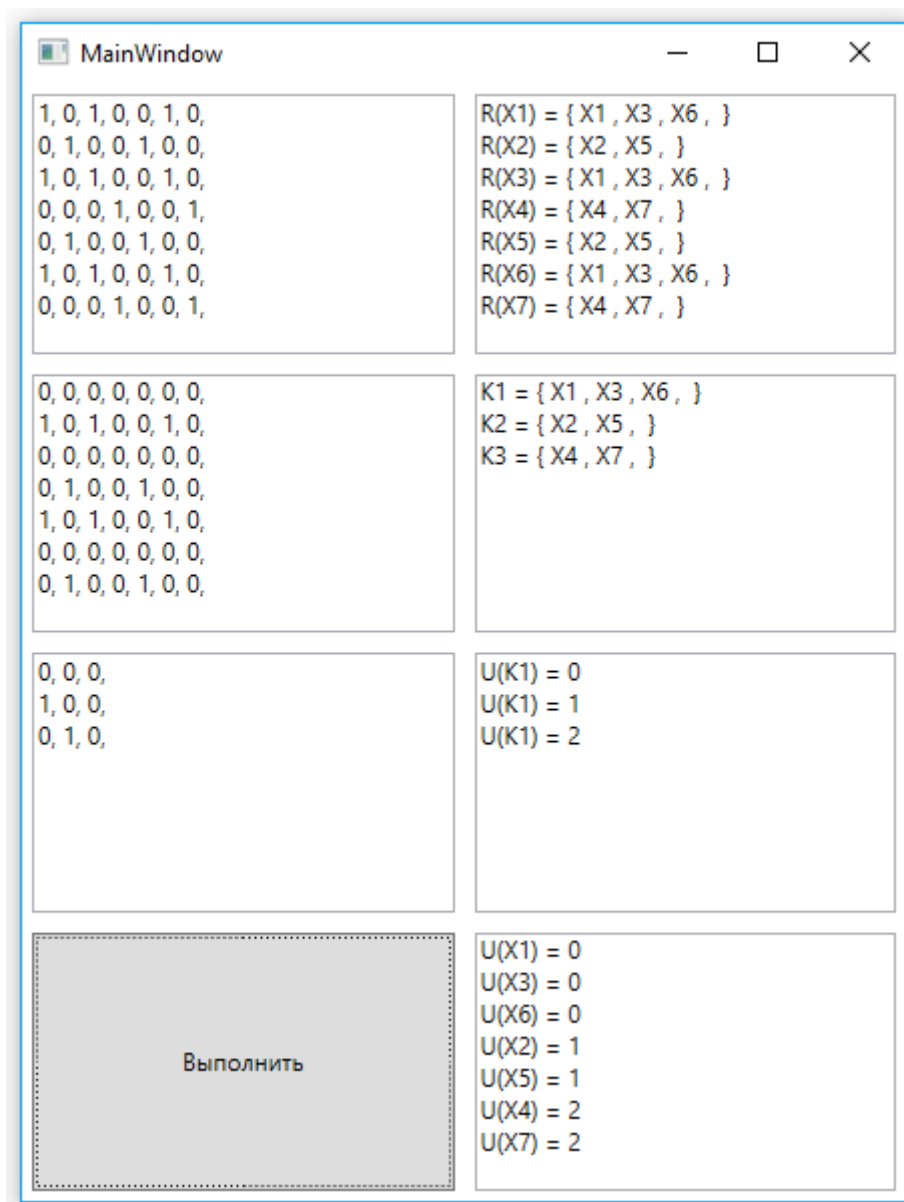 MainWindow
1, 0, 1, 0, 0, 1, 0,
0, 1, 0, 0, 1, 0, 0,
1, 0, 1, 0, 0, 1, 0,
0, 0, 0, 1, 0, 0, 1,
0, 1, 0, 0, 1, 0, 0,
1, 0, 1, 0, 0, 1, 0,
0, 0, 0, 1, 0, 0, 1,
R(X1) = { X1 , X3 , X6 ,  }
R(X2) = { X2 , X5 ,  }
R(X3) = { X1 , X3 , X6 ,  }
R(X4) = { X4 , X7 ,  }
R(X5) = { X2 , X5 ,  }
R(X6) = { X1 , X3 , X6 ,  }
R(X7) = { X4 , X7 ,  }
0, 0, 0, 0, 0, 0, 0,
1, 0, 1, 0, 0, 1, 0,
0, 0, 0, 0, 0, 0, 0,
0, 1, 0, 0, 1, 0, 0,
1, 0, 1, 0, 0, 1, 0,
0, 0, 0, 0, 0, 0, 0,
0, 1, 0, 0, 1, 0, 0,
K1 = { X1 , X3 , X6 ,  }
K2 = { X2 , X5 ,  }
K3 = { X4 , X7 ,  }
0, 0, 0,
1, 0, 0,
0, 1, 0,
U(K1) = 0
U(K1) = 1
U(K1) = 2
Выполнить
U(X1) = 0
U(X3) = 0
U(X6) = 0
U(X2) = 1
U(X5) = 1
U(X4) = 2
U(X7) = 2